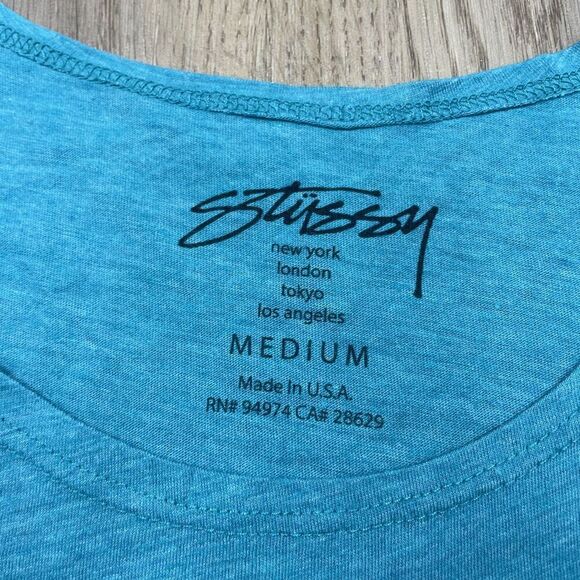 Stüssy
new york
london
tokyo
los angeles
MEDIUM
Made In U.S.A.
RN# 94974 CA# 28629